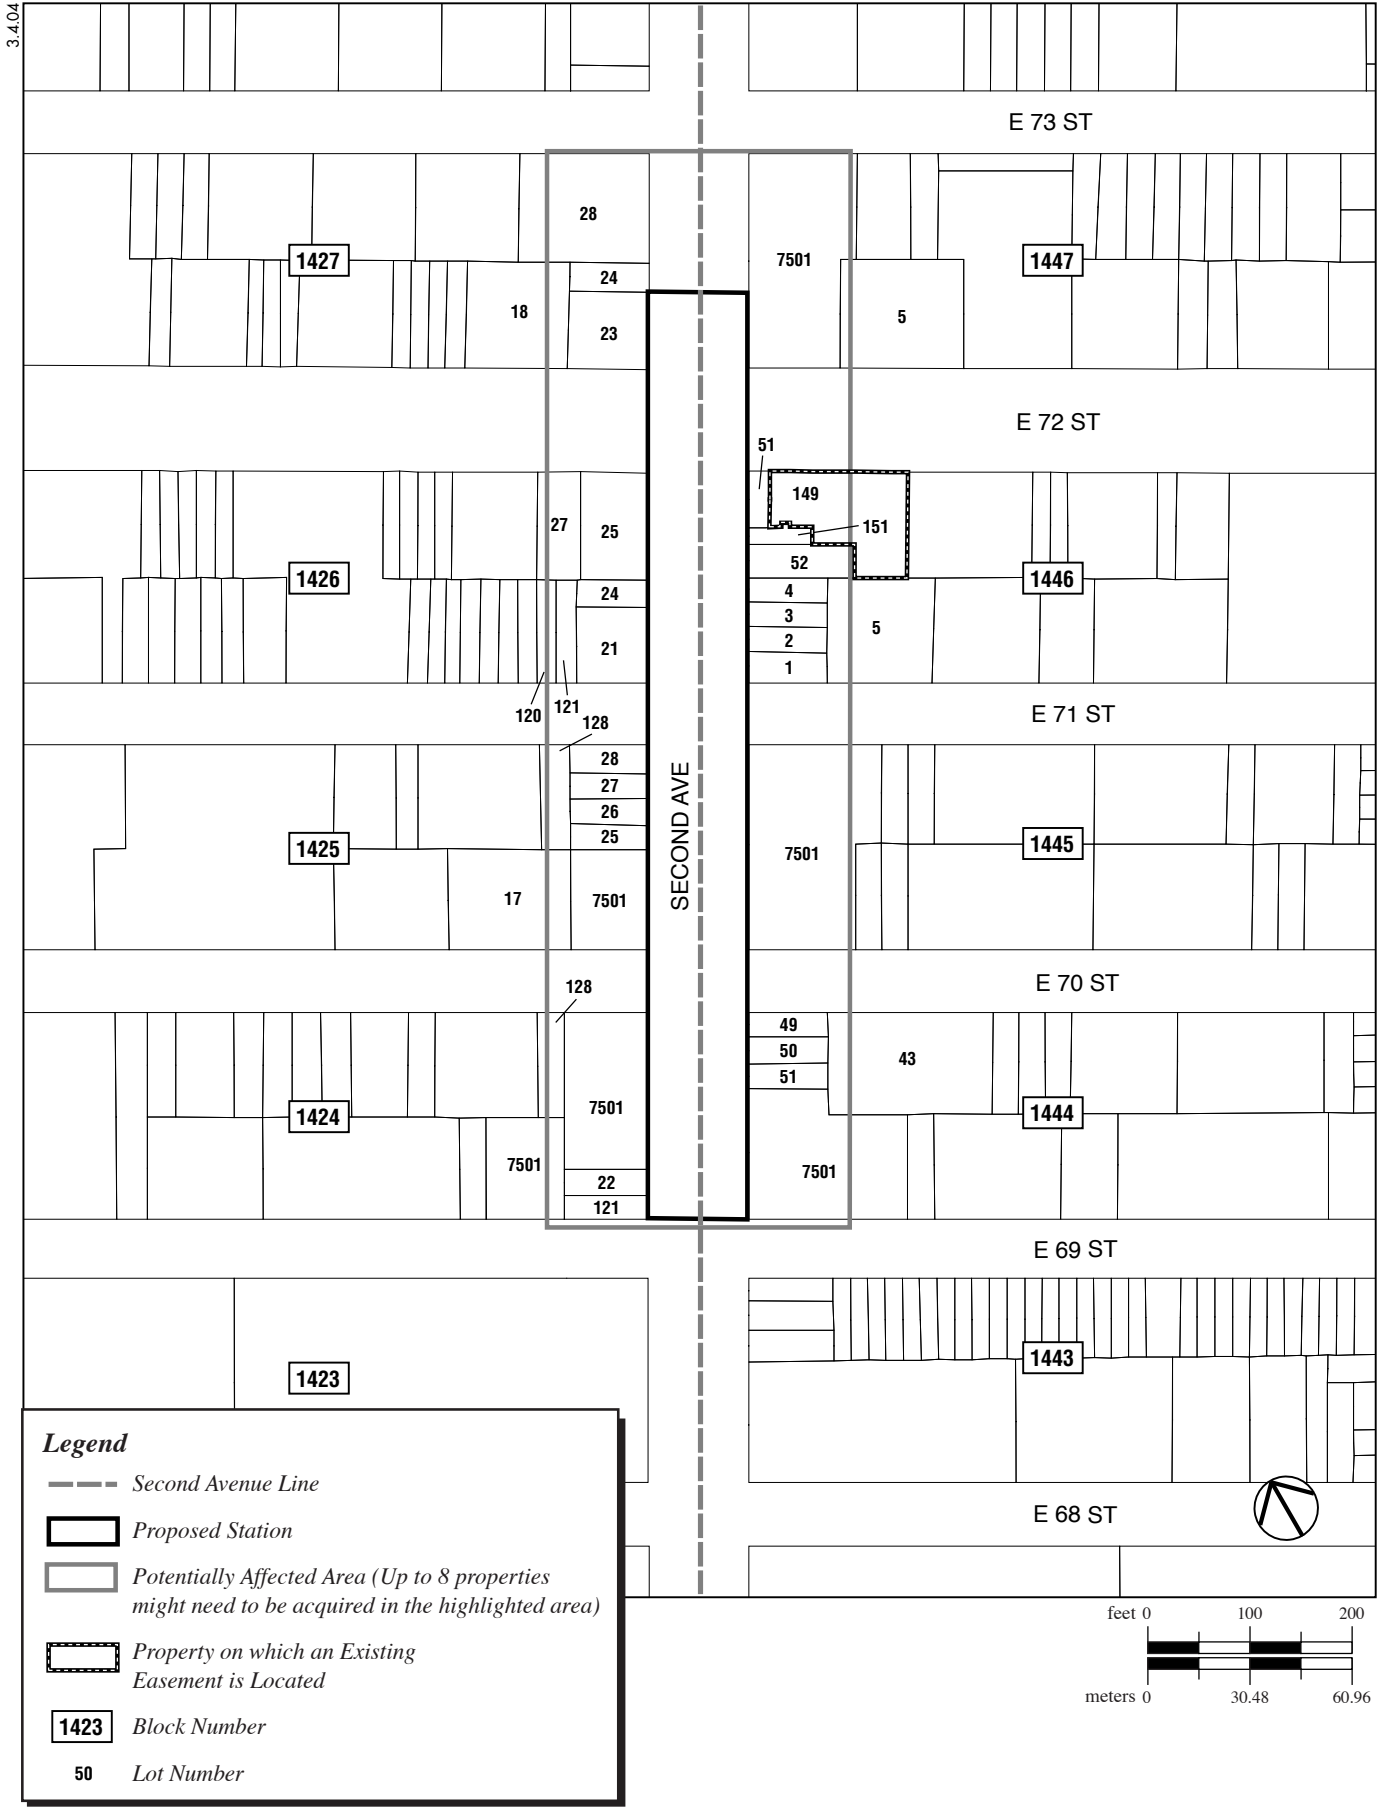 3.4.04
E 73 ST
28
7501
1427
1447
24
18
5
23
E 72 ST
51
149
27
25
151
52
1426
1446
24
4
3
5
21
2
1
120
121
128
E 71 ST
28
27
SECOND AVE
26
25
1425
7501
1445
17
7501
128
E 70 ST
49
50
43
51
7501
1424
1444
7501
7501
22
121
E 69 ST
1423
1443
Legend
Second Avenue Line
E 68 ST
Proposed Station
Potentially Affected Area (Up to 8 properties
might need to be acquired in the highlighted area)
feet 0 100 200
Property on which an Existing
Easement is Located
meters 0 30.48 60.96
1423 Block Number
50 Lot Number